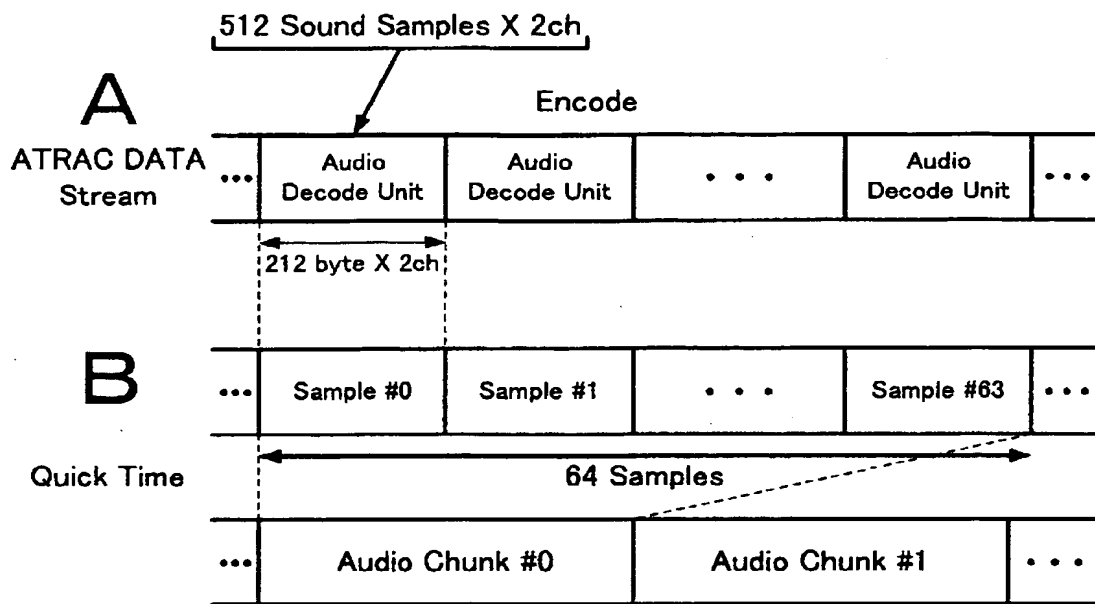 512 Sound Samples X 2ch
A
Encode
ATRAC DATA
Stream
... Audio
Decode Unit
Audio
Decode Unit
...
Audio
Decode Unit
...
212 byte X 2ch
B
... Sample #0 Sample #1 ... Sample #63 ...
Quick Time
64 Samples
... Audio Chunk #0 Audio Chunk #1 ...